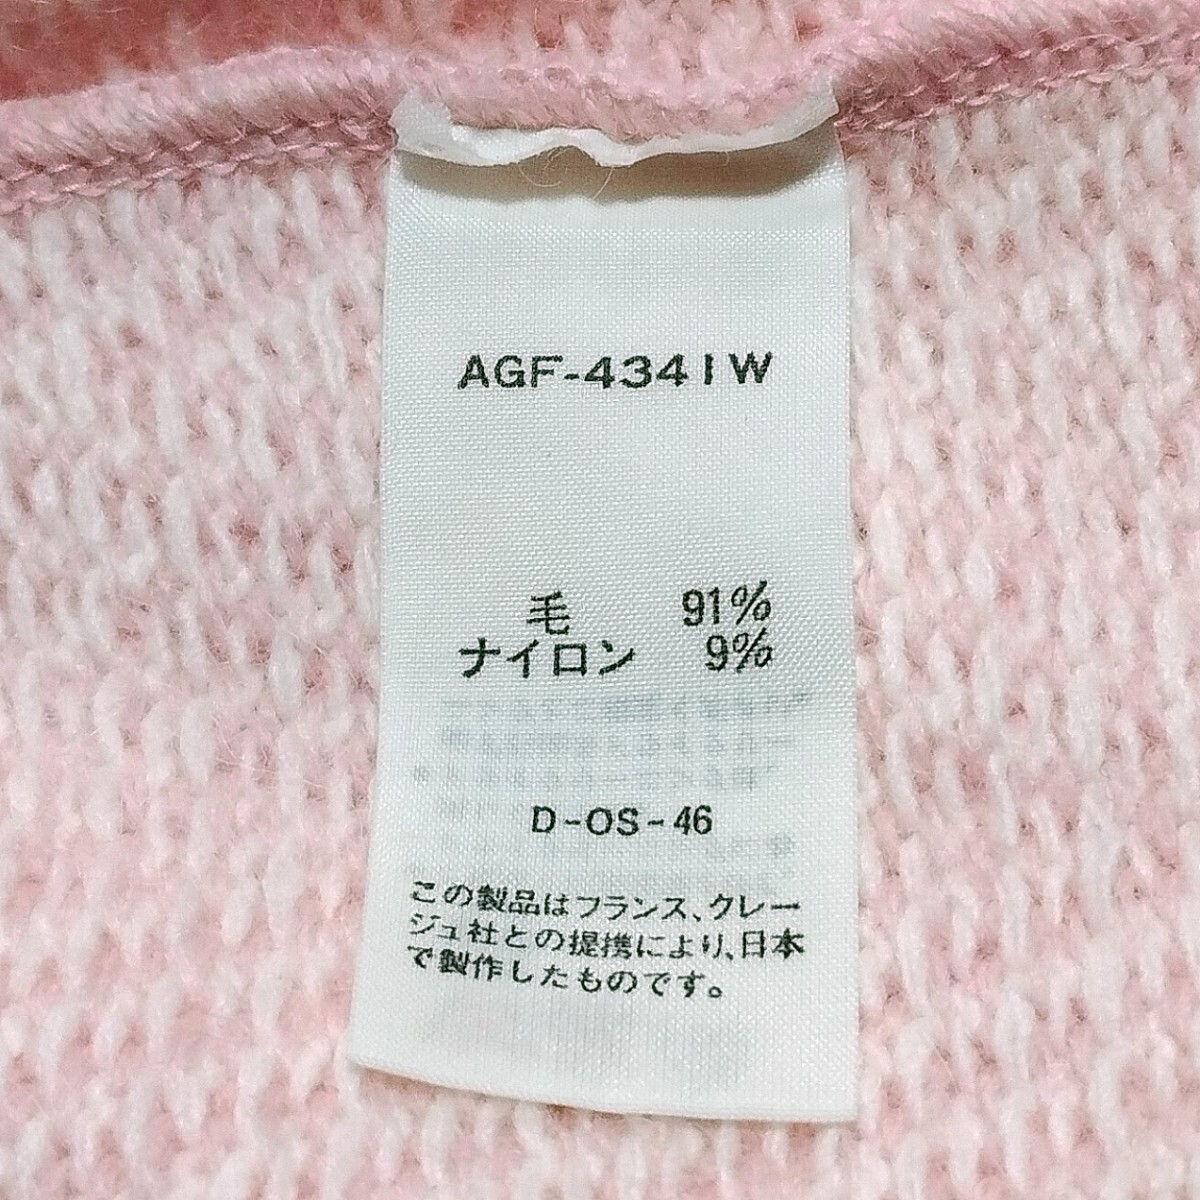 AGF-4341W
毛 91%
ナイロン 9%
D-OS-46
この製品はフランス、クレー
ジュ社との提携により、日本
で製作したものです。